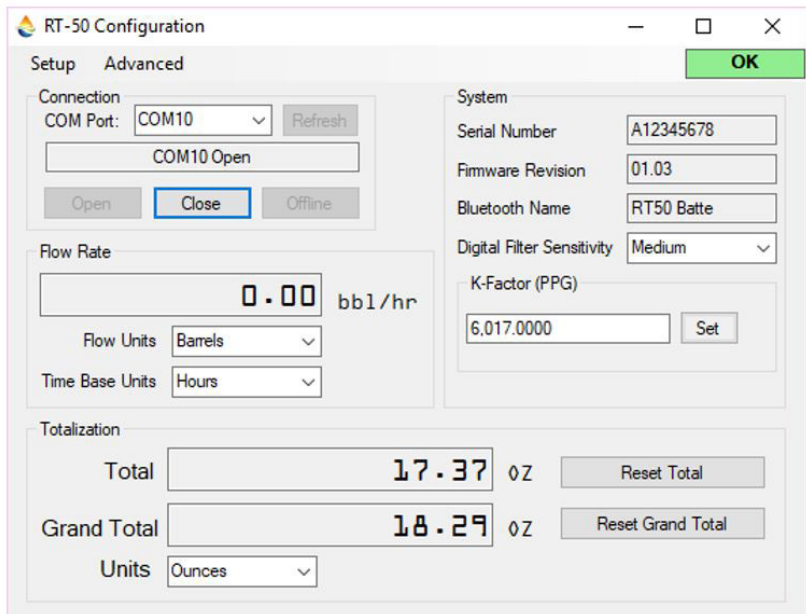 RT-50 Configuration
Setup Advanced OK
Connection
COM Port: COM10 Refresh
COM10 Open
Open Close Offline
System
Serial Number A12345678
Firmware Revision 01.03
Bluetooth Name RT50 Batte
Digital Filter Sensitivity Medium
K-Factor (PPG)
6,017.0000 Set
Flow Rate
0.00 bbl/hr
Flow Units Barrels
Time Base Units Hours
Totalization
Total 17.37 OZ Reset Total
Grand Total 18.29 OZ Reset Grand Total
Units Ounces